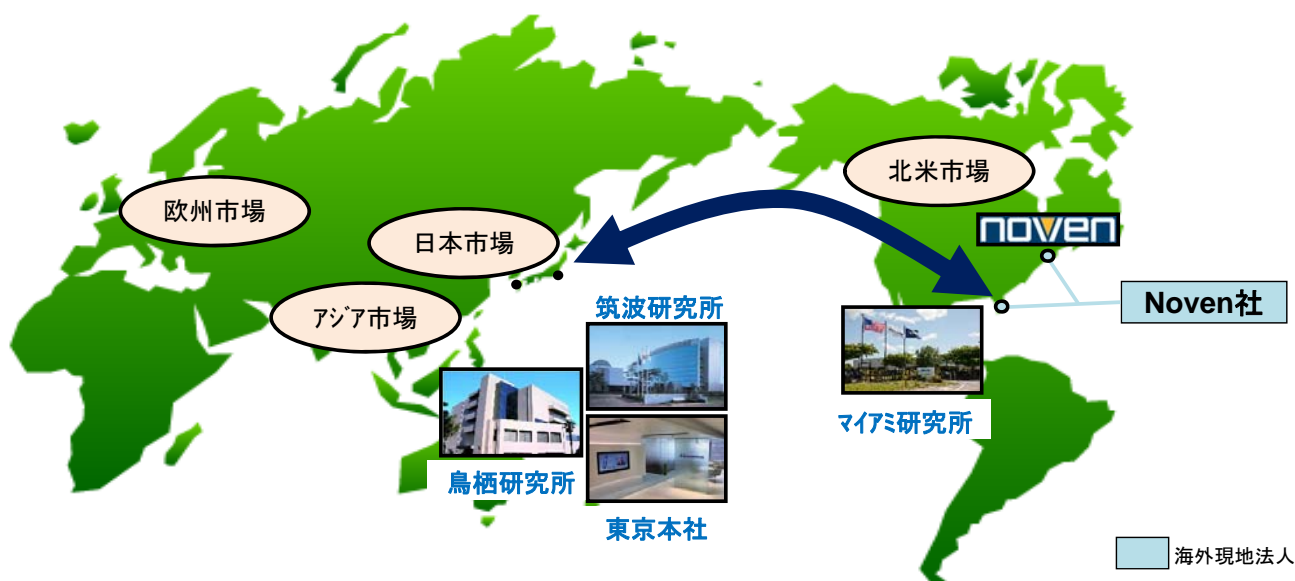 北米市場
欧州市場
noven
日本市場
Noven社
筑波研究所
アジア市場
マイアミ研究所
鳥栖研究所
東京本社
海外現地法人